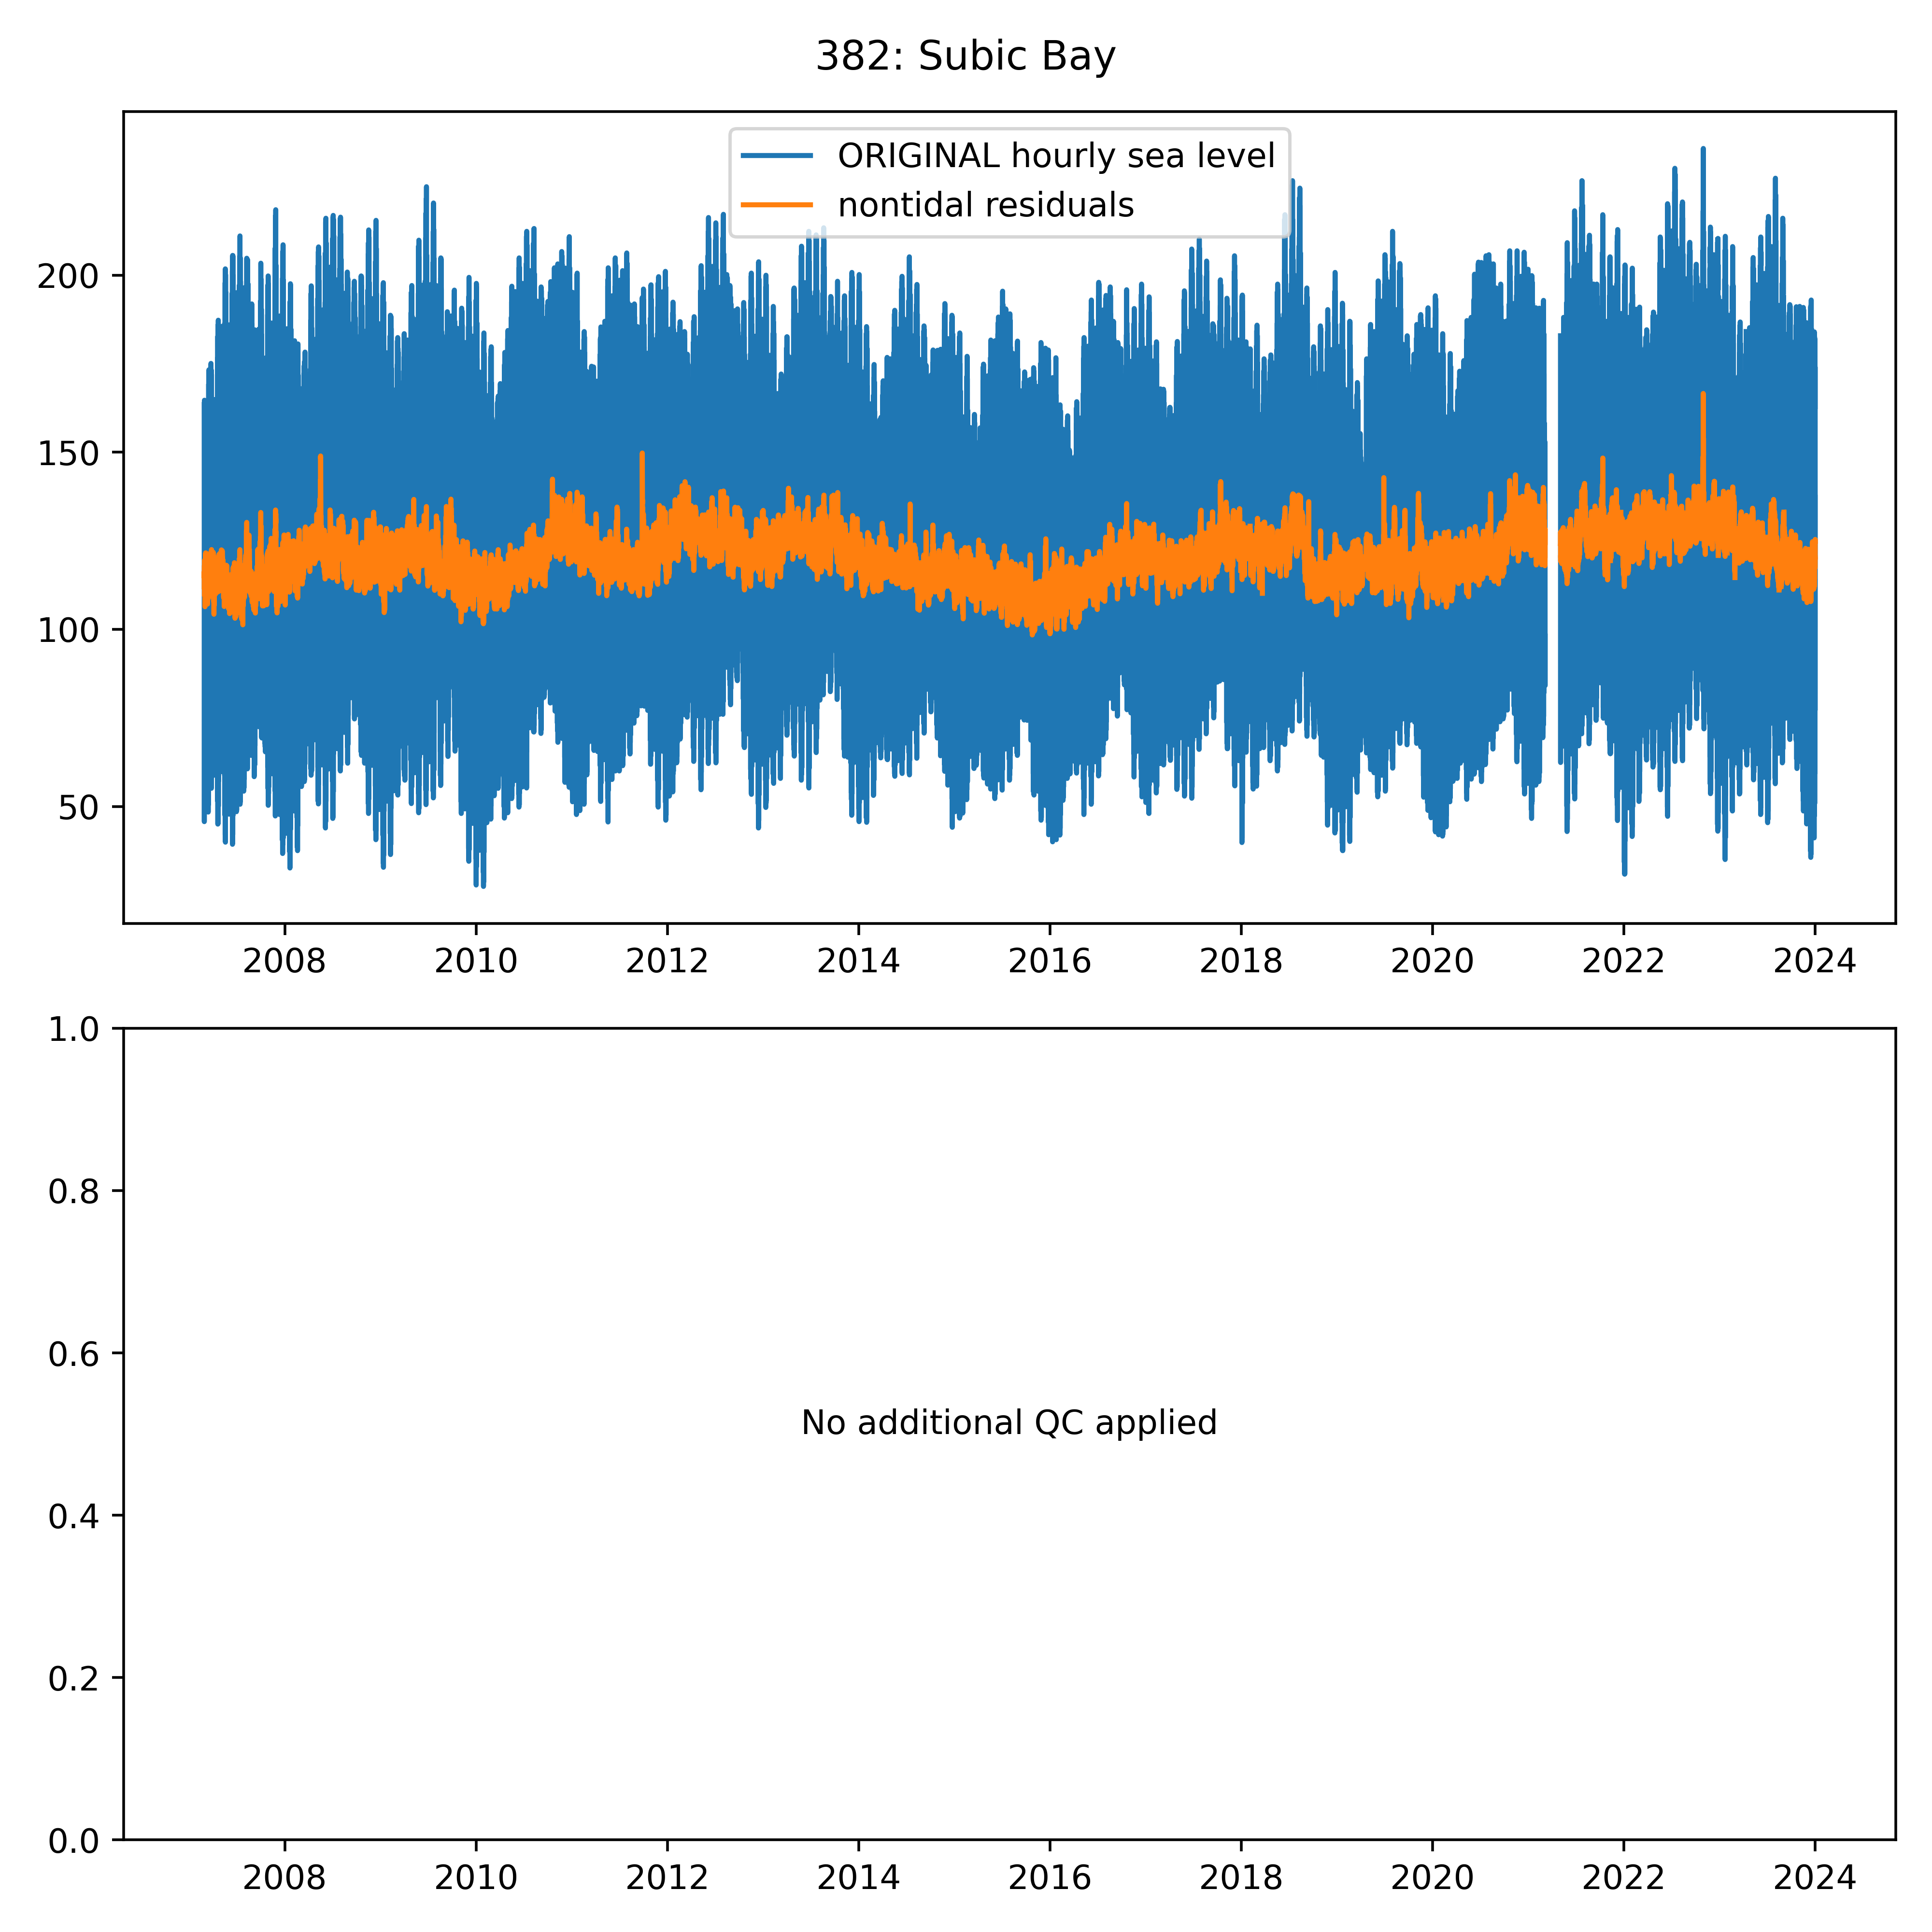 382: Subic Bay
ORIGINAL hourly sea level
nontidal residuals
200
150
100
50
2008 2010 2012 2014 2016 2018 2020 2022 2024
1.0
0.8
0.6
No additional QC applied
0.4
0.2
0.0
2008 2010 2012 2014 2016 2018 2020 2022 2024